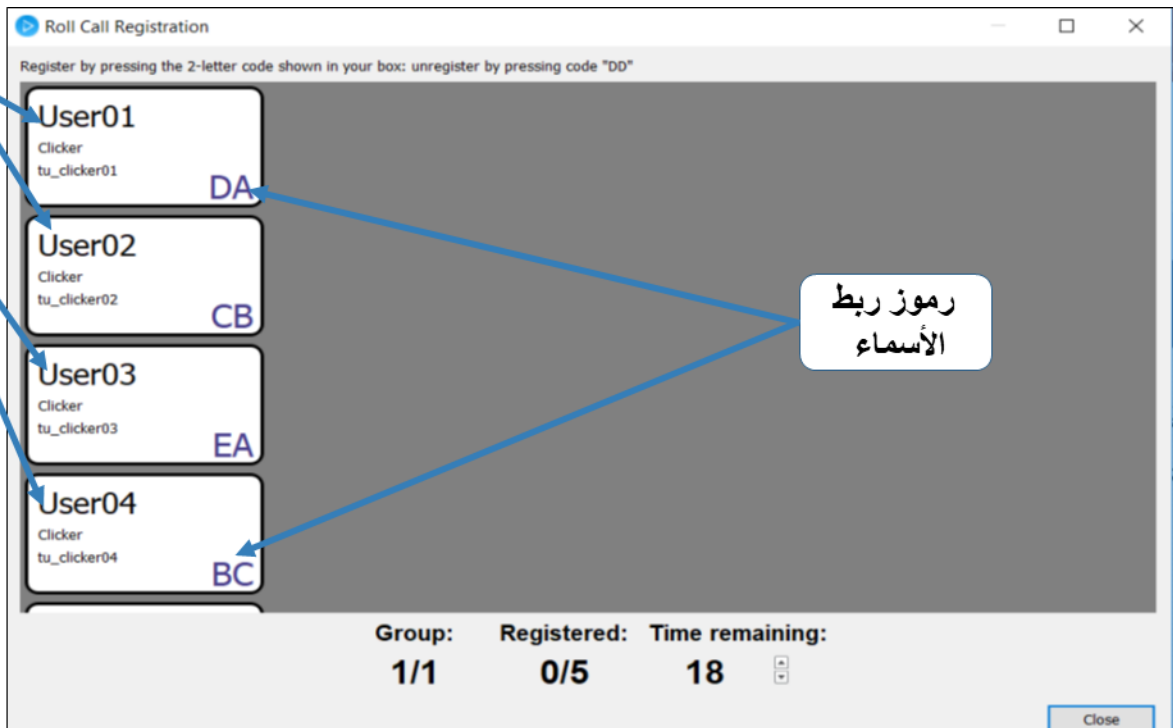 Roll Call Registration
Register by pressing the 2-letter code shown in your box: unregister by pressing code "DD"
User01
Clicker
tu_clicker01
DA
User02
Clicker
tu_clicker02
CB
رموز ربط
الأسماء
User03
Clicker
tu_clicker03
EA
User04
Clicker
tu_clicker04
BC
Group: Registered: Time remaining:
1/1 0/5 18
Close